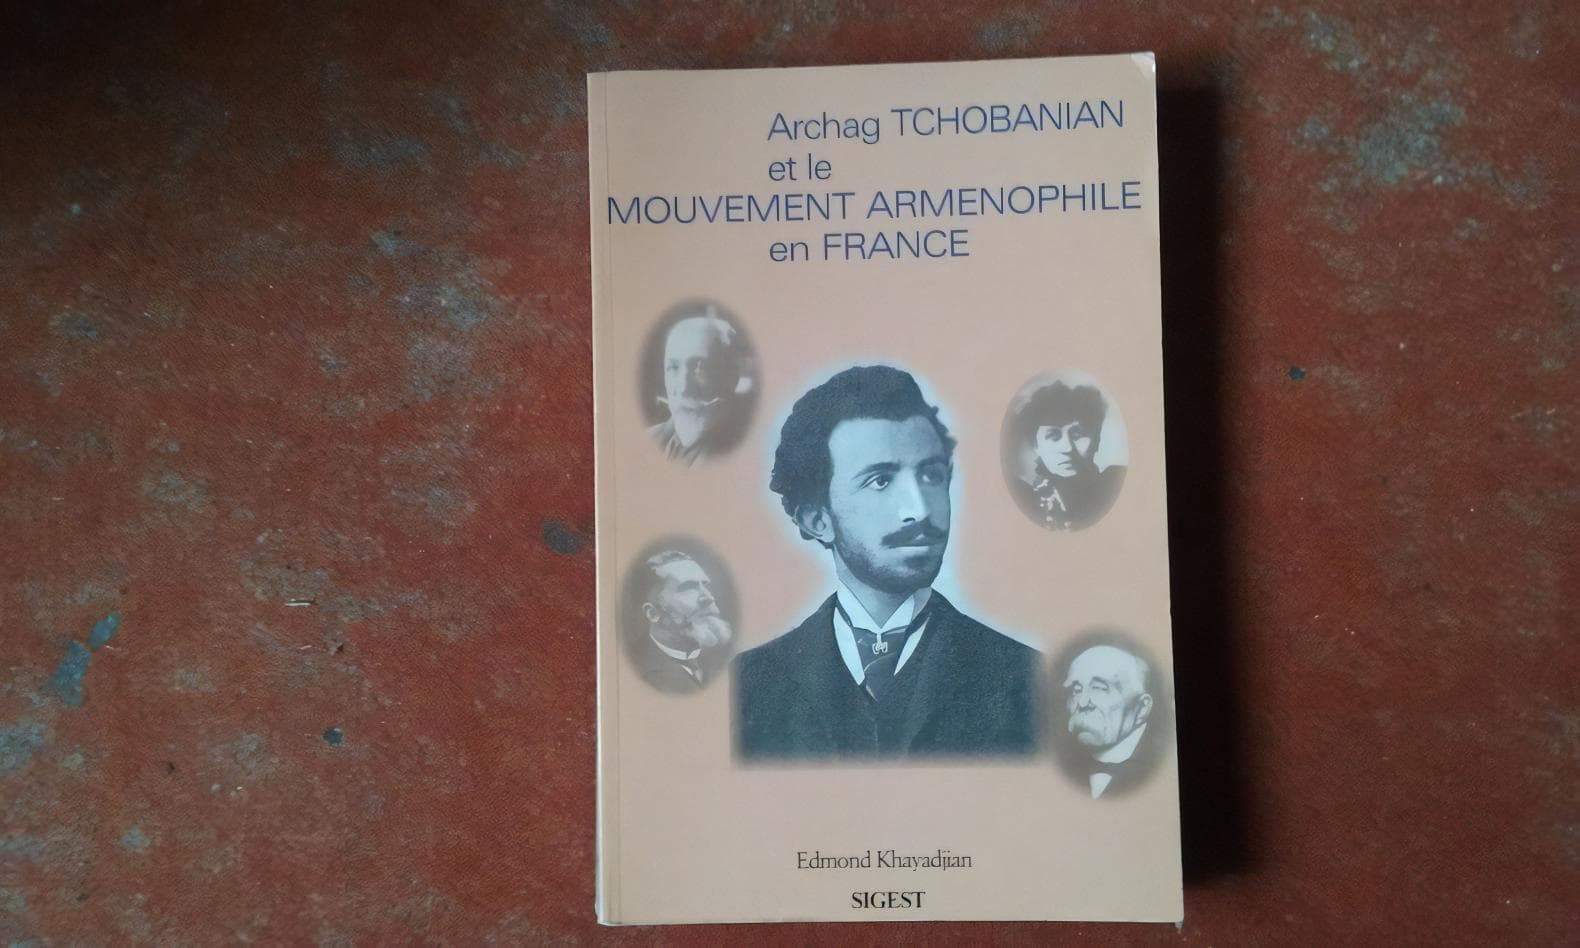 Archag TCHOBANIAN
et le
MOUVEMENT ARMENOPHILE
en FRANCE
Edmond Khayadjian
SIGEST